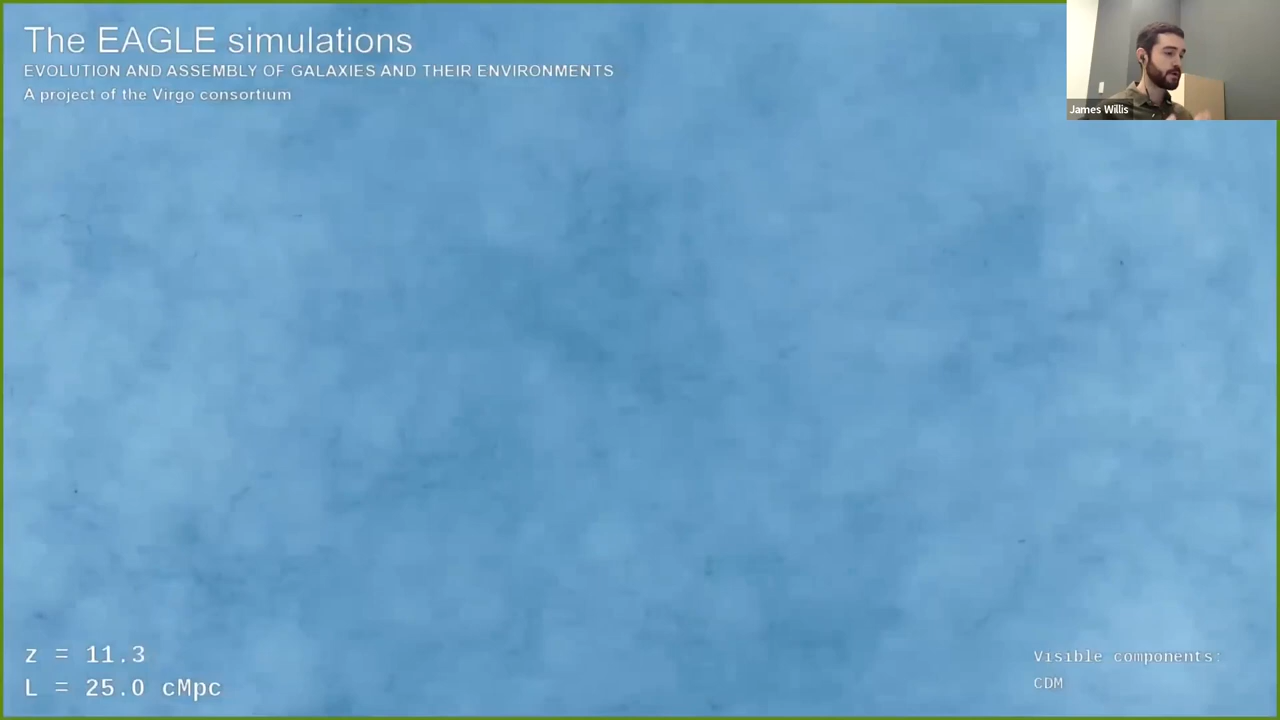 The EAGLE simulations
EVOLUTION AND ASSEMBLY OF GALAXIES AND THEIR ENVIRONMENTS
A project of the Virgo consortium
James Willis
z = 11.3
L = 25.0 cMpc
Visible components:
CDM